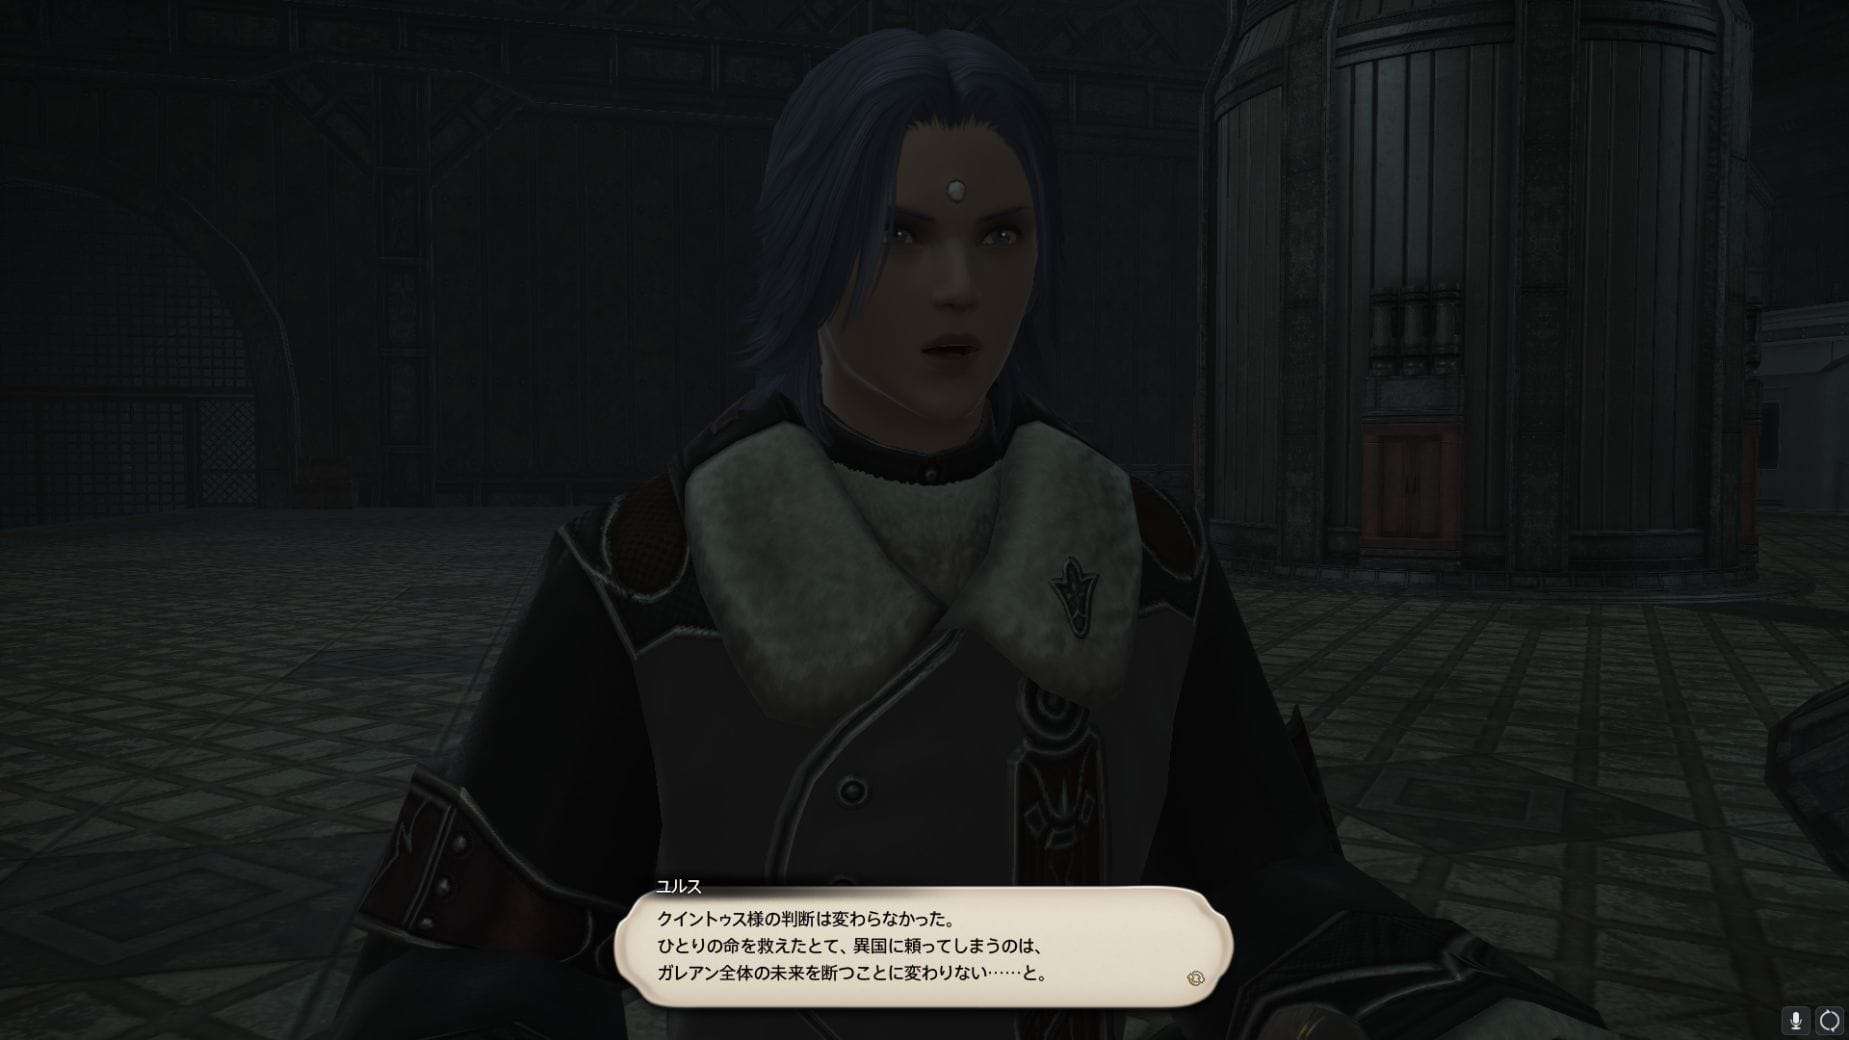 ユルス
クイントゥス様の判断は変わらなかった。
ひとりの命を救えたとて、異国に頼ってしまうのは、
ガレアン全体の未来を断つことに変わりない……と。